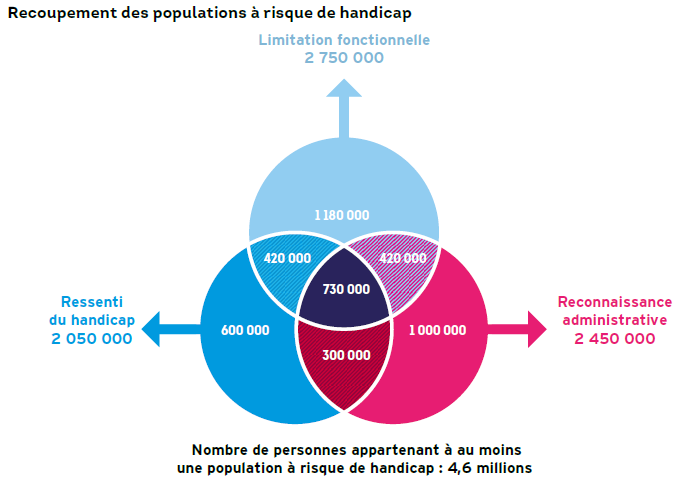 Recoupement des populations à risque de handicap
Limitation fonctionnelle
2 750 000
1 180 000
420 000
420 000
730 000
Ressenti
du handicap
2 050 000
600 000
1 000 000
Reconnaissance
administrative
2 450 000
300 000
Nombre de personnes appartenant à au moins
une population à risque de handicap : 4,6 millions